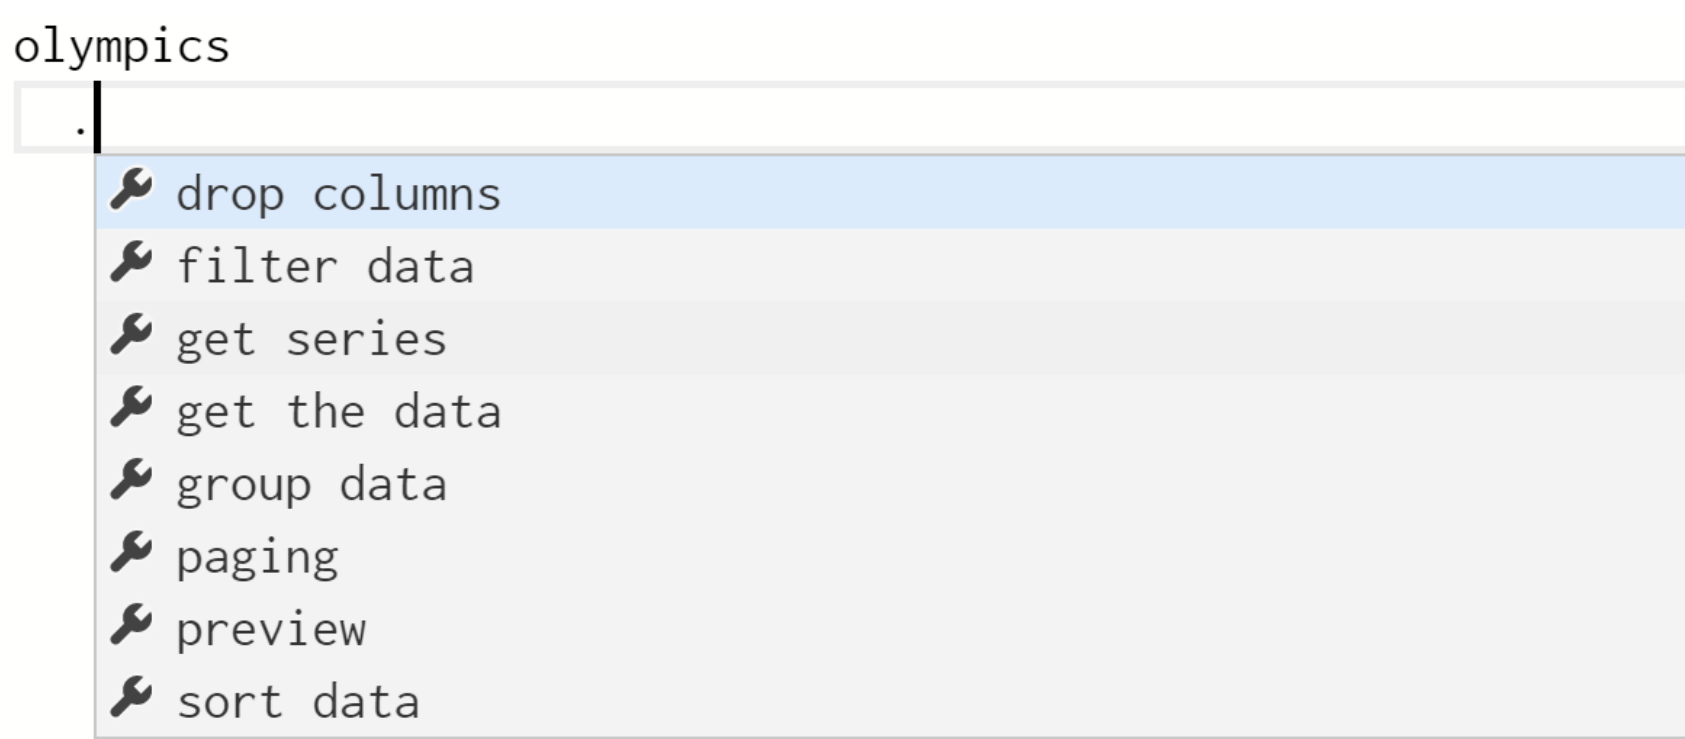 olympics
.
drop columns
filter data
get series
get the data
group data
paging
preview
sort data